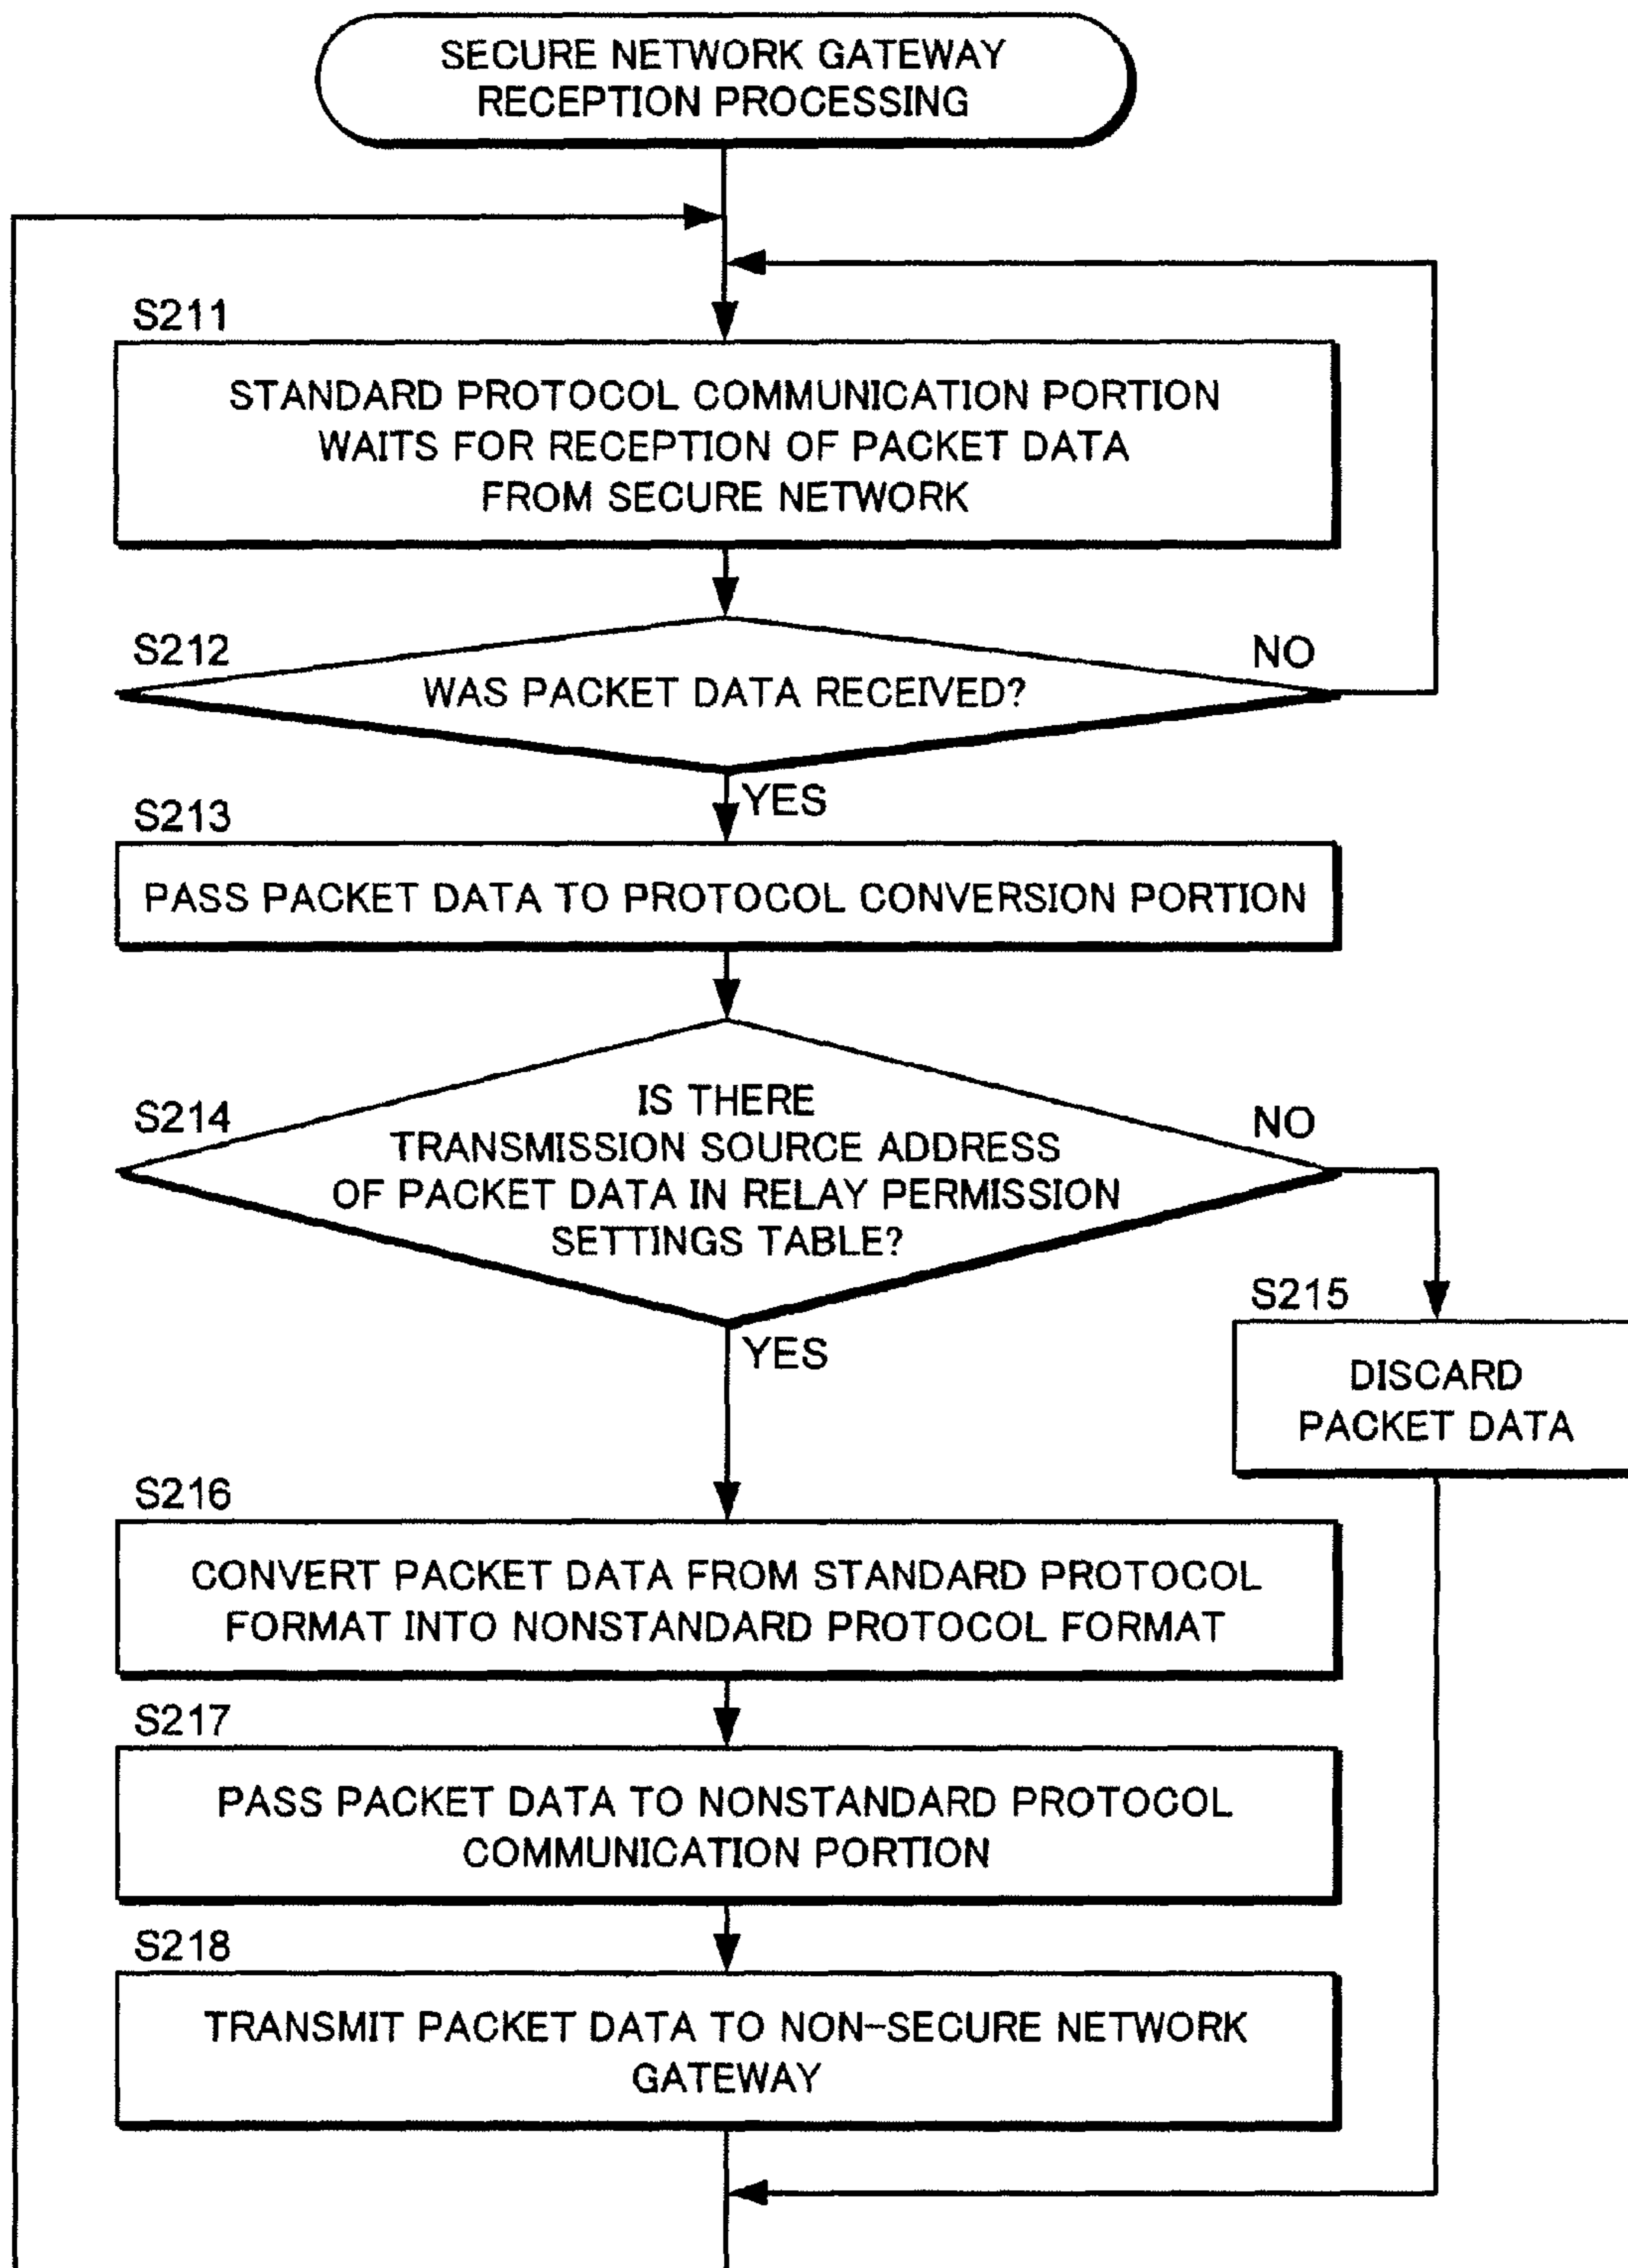 SECURE NETWORK GATEWAY
RECEPTION PROCESSING
S211
STANDARD PROTOCOL COMMUNICATION PORTION
WAITS FOR RECEPTION OF PACKET DATA
FROM SECURE NETWORK
S212
NO
WAS PACKET DATA RECEIVED?
YES
S213
PASS PACKET DATA TO PROTOCOL CONVERSION PORTION
S214
IS THERE
TRANSMISSION SOURCE ADDRESS
OF PACKET DATA IN RELAY PERMISSION
SETTINGS TABLE?
NO
YES
S215
DISCARD
PACKET DATA
S216
CONVERT PACKET DATA FROM STANDARD PROTOCOL
FORMAT INTO NONSTANDARD PROTOCOL FORMAT
S217
PASS PACKET DATA TO NONSTANDARD PROTOCOL
COMMUNICATION PORTION
S218
TRANSMIT PACKET DATA TO NON-SECURE NETWORK
GATEWAY